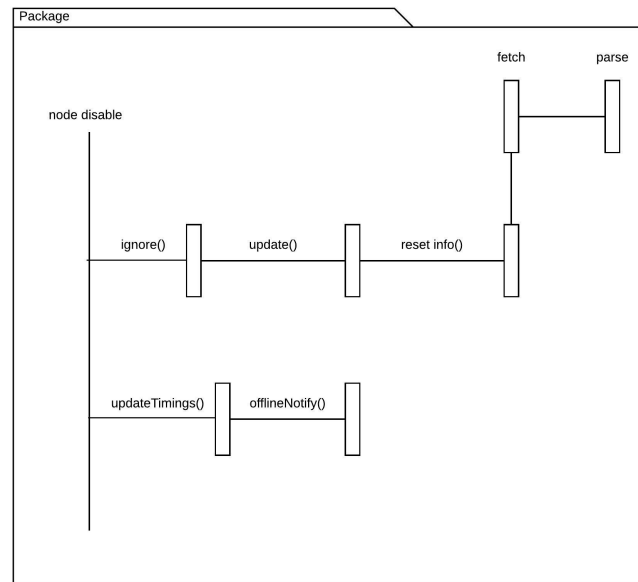 Package
fetch
parse
node disable
ignore()
update()
reset info()
updateTimings()
offlineNotify()